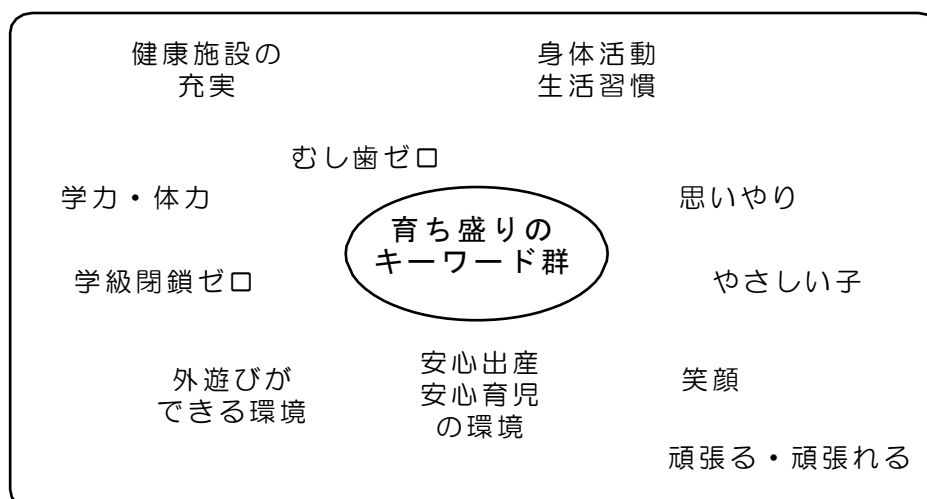 健康施設の
充実
身体活動
生活習慣
むし歯ゼロ
学力・体力
思いやり
育ち盛りの
キーワード群
学級閉鎖ゼロ
やさしい子
外遊びが
できる環境
安心出産
安心育児
の環境
笑顔
頑張る・頑張れる